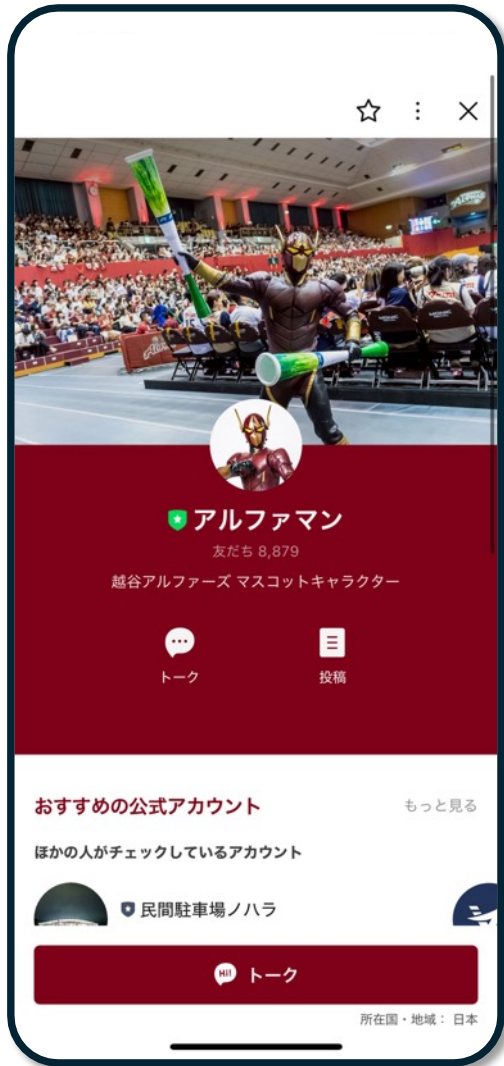 アルファマン
友だち 8,879
越谷アルファーズ マスコットキャラクター
トーク
投稿
おすすめの公式アカウント
もっと見る
ほかの人がチェックしているアカウント
民間駐車場ノハラ
Hi!
トーク
所在国・地域： 日本